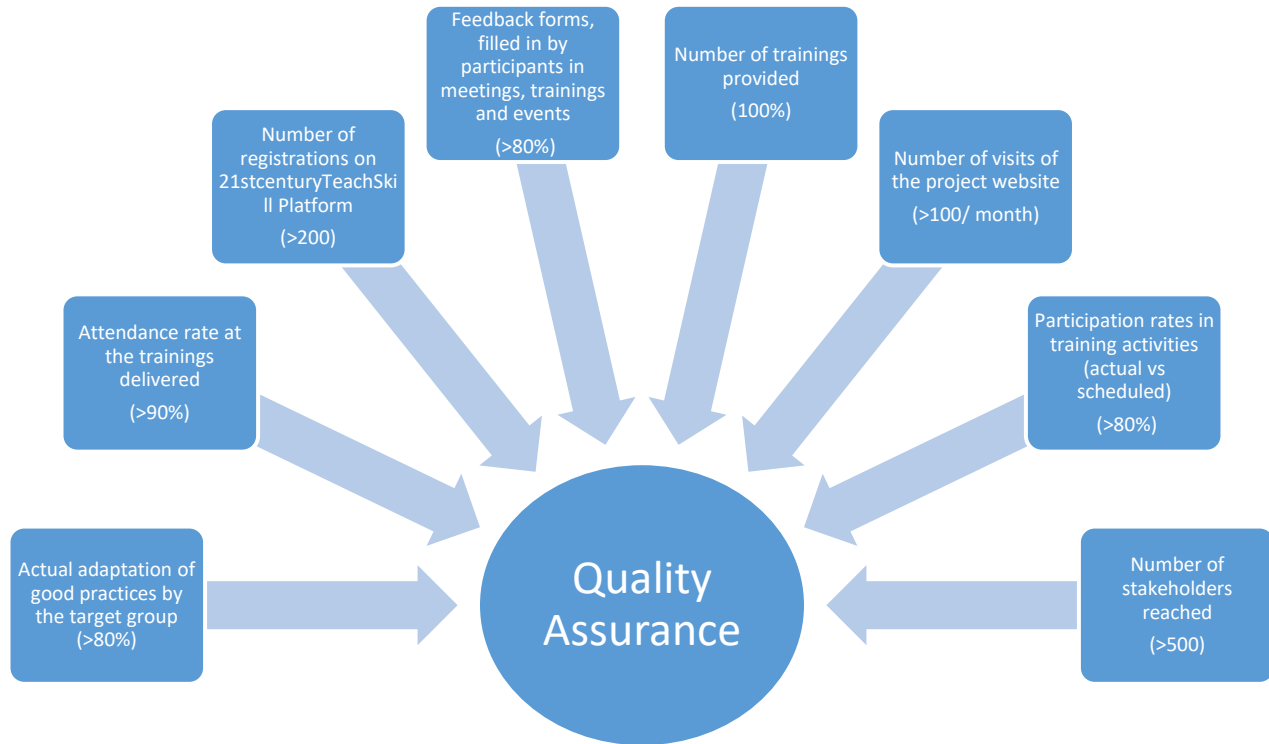 Feedback forms,
filled in by
participants in
meetings, trainings
and events
(>80%)
Number of trainings
provided
(100%)
Number of
registrations on
21stcenturyTeachSki
ll Platform
(>200)
Number of visits of
the project website
(>100/ month)
Attendance rate at
the trainings
delivered
(>90%)
Participation rates in
training activities
(actual vs
scheduled)
(>80%)
Actual adaptation of
good practices by
the target group
(>80%)
Quality
Assurance
Number of
stakeholders
reached
(>500)